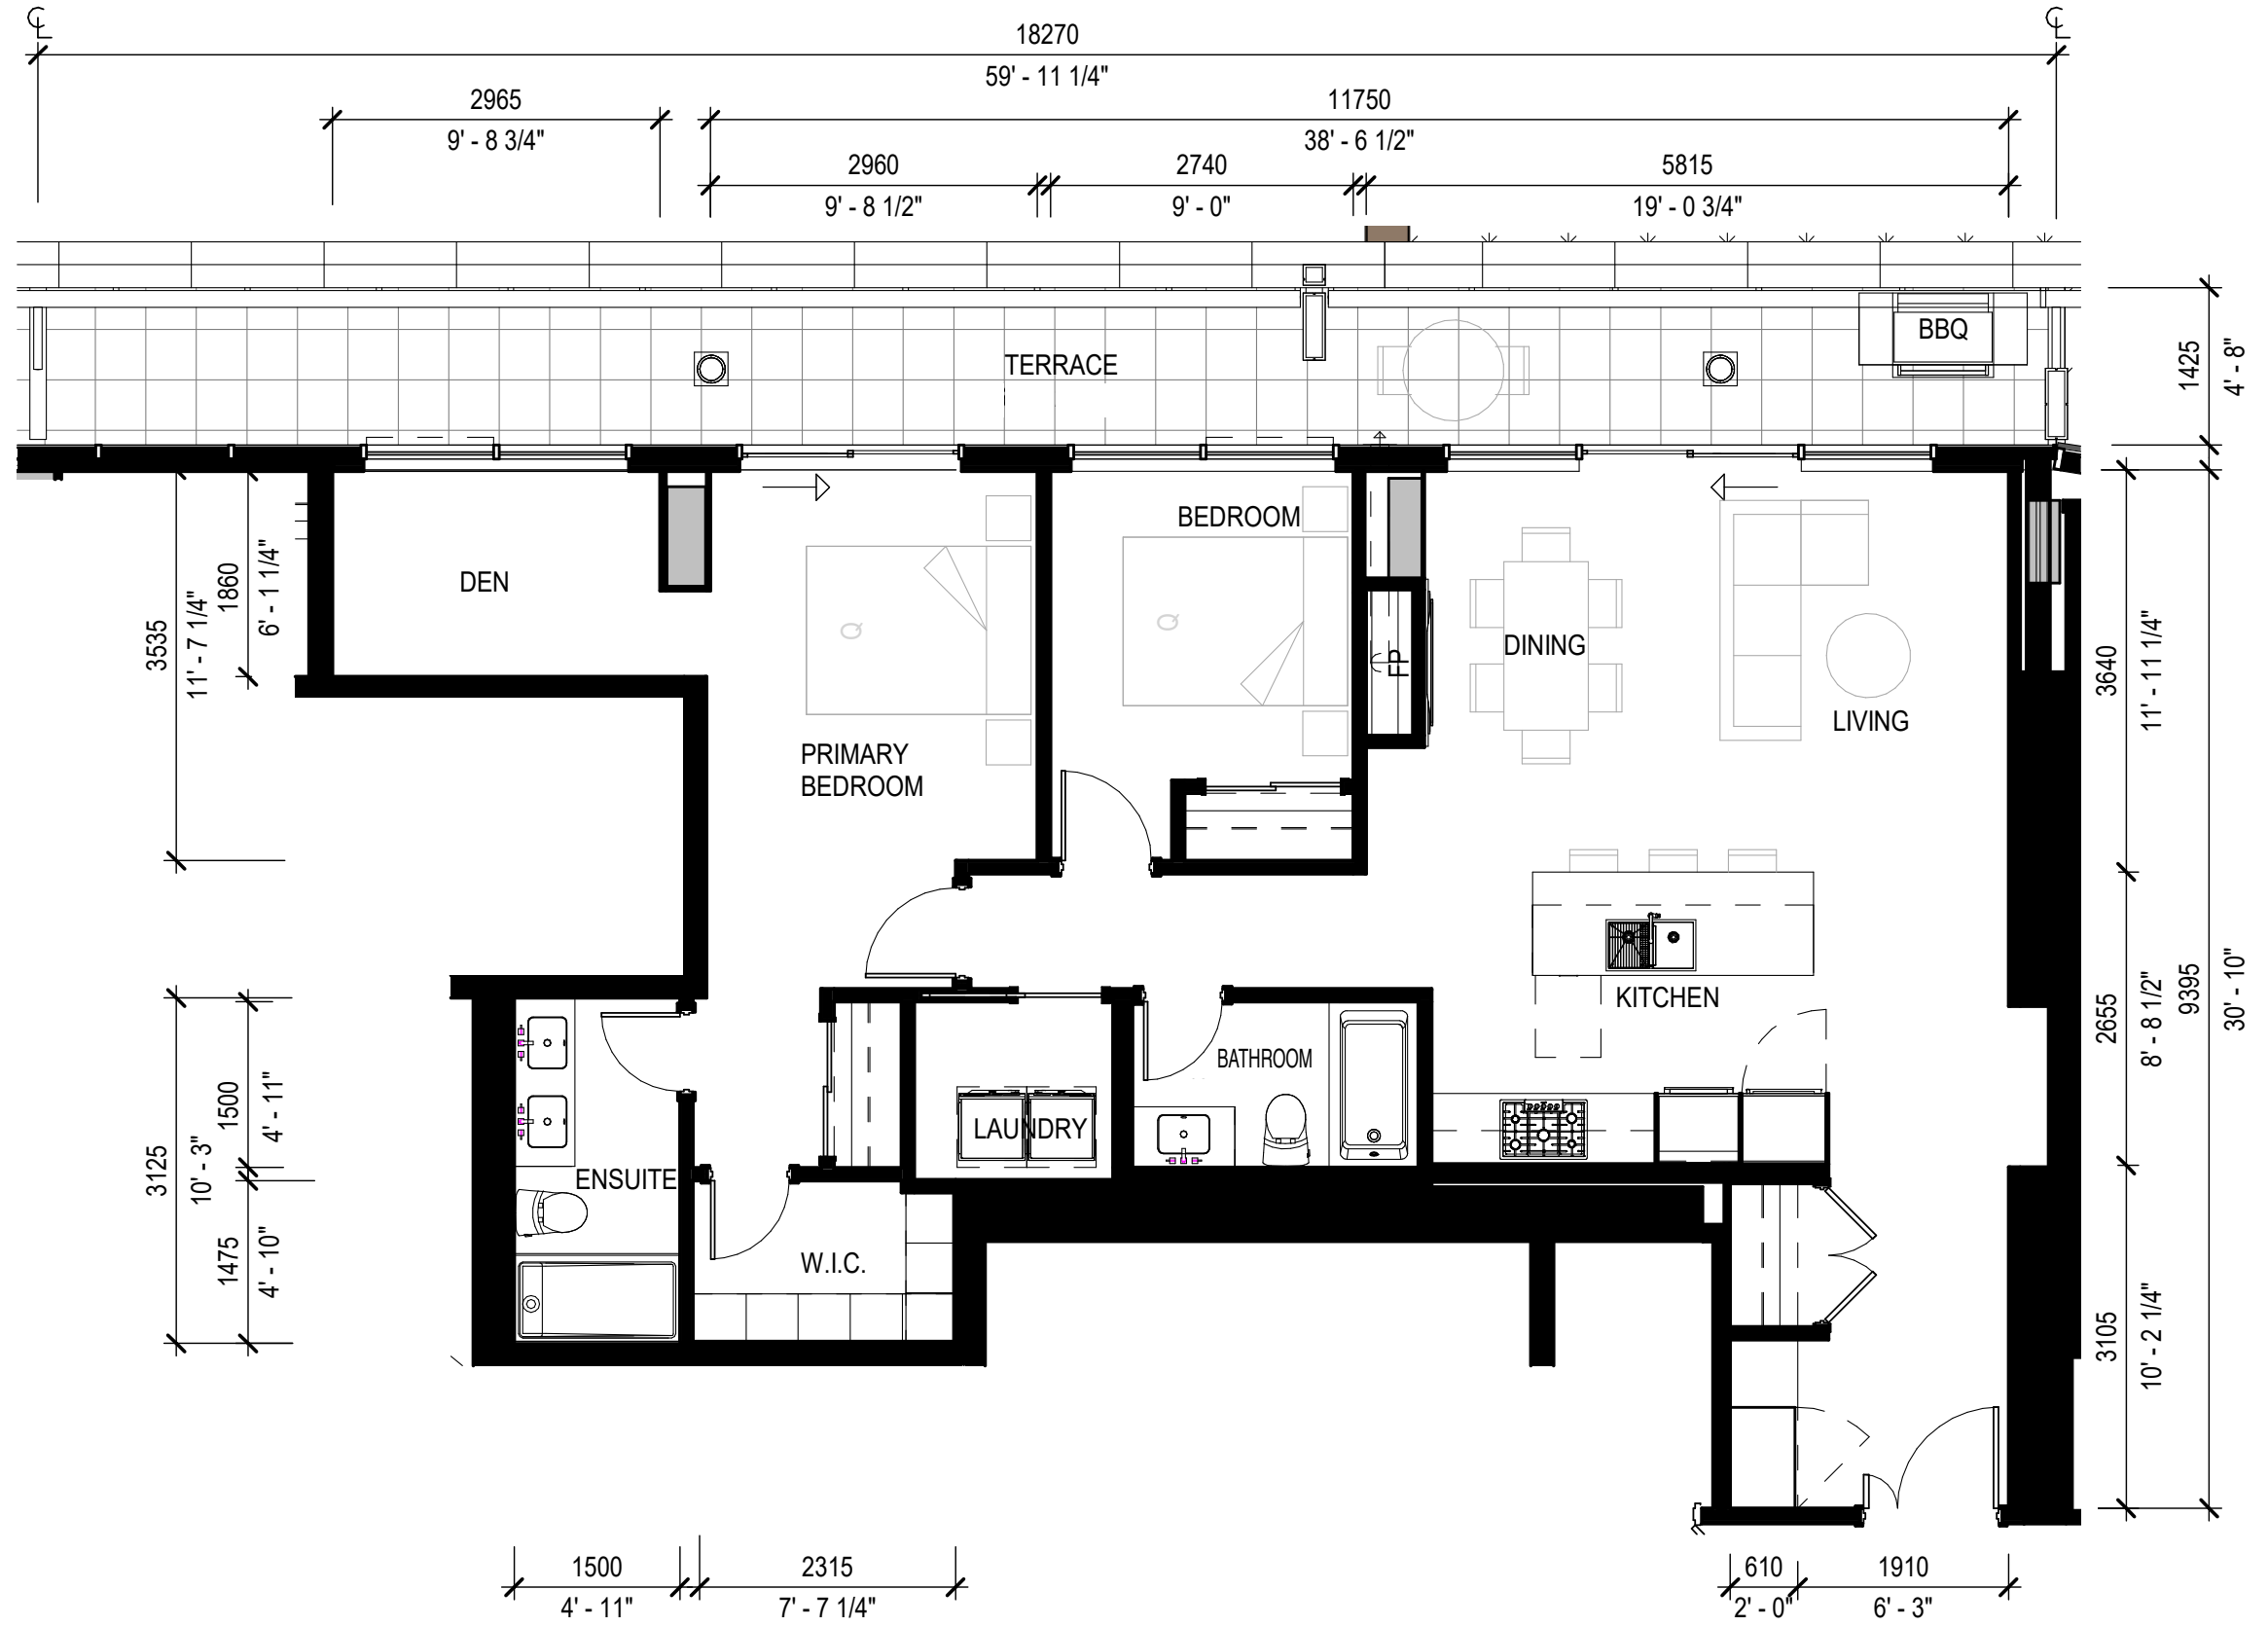 18270
59' - 11 1/4"
2965
9' - 8 3/4"
11750
38' - 6 1/2"
2960
9' - 8 1/2"
2740
9' - 0"
5815
19' - 0 3/4"
BBQ
TERRACE
1425
4' - 8"
BEDROOM
DEN
Q
Q
FP
DINING
LIVING
PRIMARY
BEDROOM
3535
11' - 7 1/4"
1860
6' - 1 1/4"
3640
11' - 11 1/4"
KITCHEN
BATHROOM
LAUNDRY
ENSUITE
W.I.C.
3125
10' - 3"
1500
4' - 11"
1475
4' - 10"
2655
8' - 8 1/2"
9395
30' - 10"
3105
10' - 2 1/4"
1500
4' - 11"
2315
7' - 7 1/4"
610
2' - 0"
1910
6' - 3"